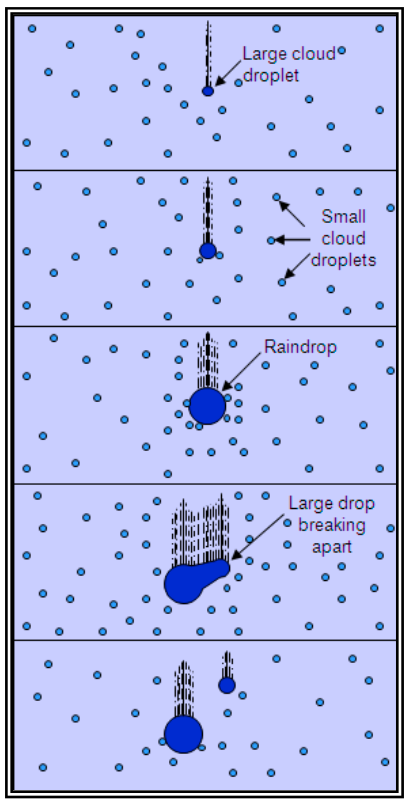 Large cloud
droplet
Small
cloud
droplets
Raindrop
Large drop
breaking
apart